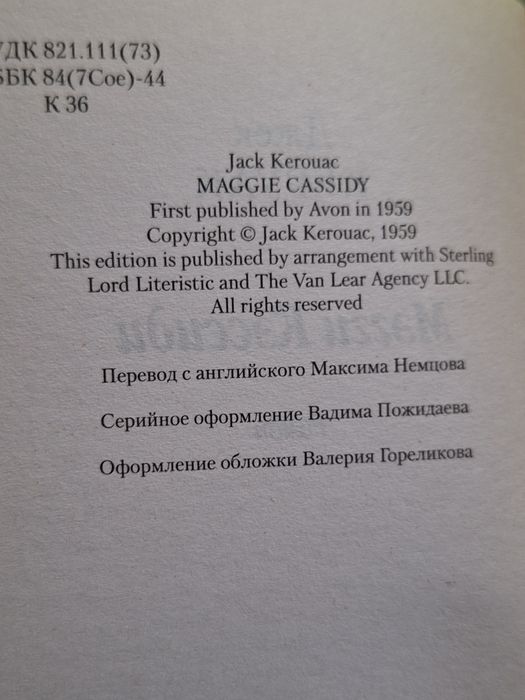 УДК 821.111(73)
ББК 84(7Сое)-44
К 36
Jack Kerouac
MAGGIE CASSIDY
First published by Avon in 1959
Copyright © Jack Kerouac, 1959
This edition is published by arrangement with Sterling
Lord Literistic and The Van Lear Agency LLC.
All rights reserved
Перевод с английского Максима Немцова
Серийное оформление Вадима Пожидаева
Оформление обложки Валерия Гореликова